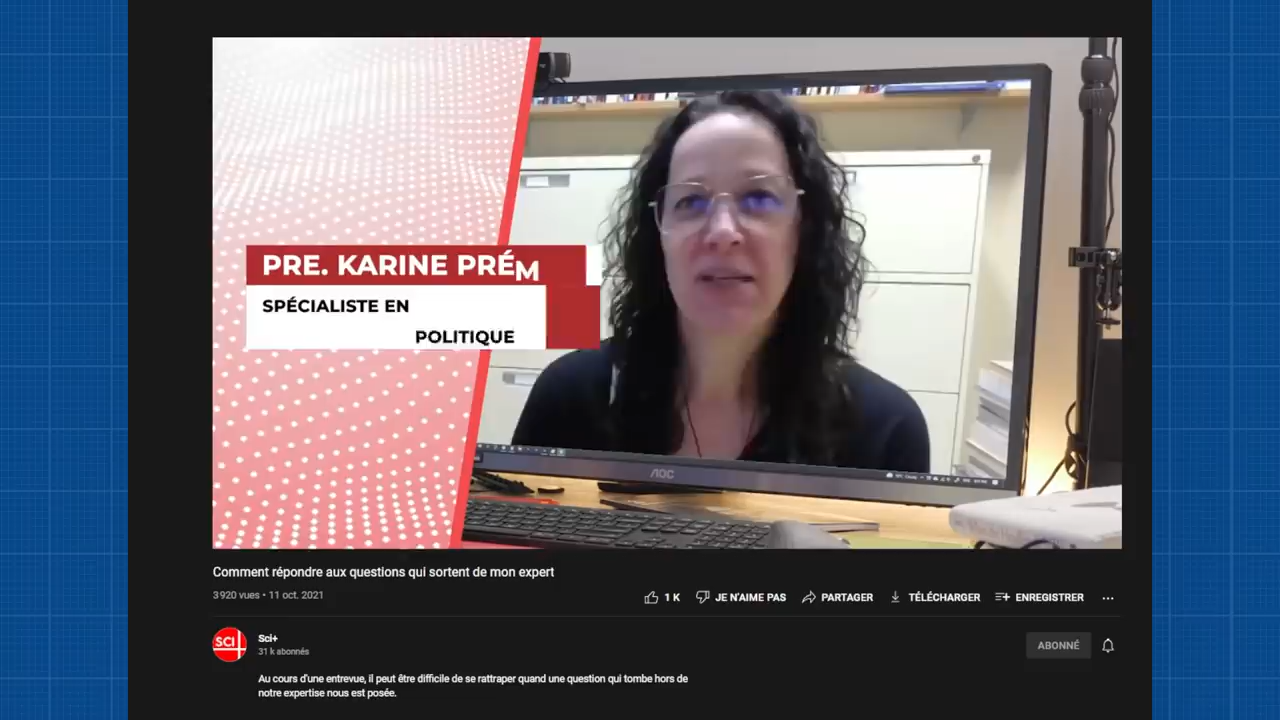 PRE. KARINE PRÉM
SPÉCIALISTE EN
POLITIQUE
AOC
Comment répondre aux questions qui sortent de mon expert
3 920 vues • 11 oct. 2021
1 K
JE N'AIME PAS
PARTAGER
TÉLÉCHARGER
ENREGISTRER
SCI+
Sci+
31 k abonnés
ABONNÉ
Au cours d'une entrevue, il peut être difficile de se rattraper quand une question qui tombe hors de
notre expertise nous est posée.